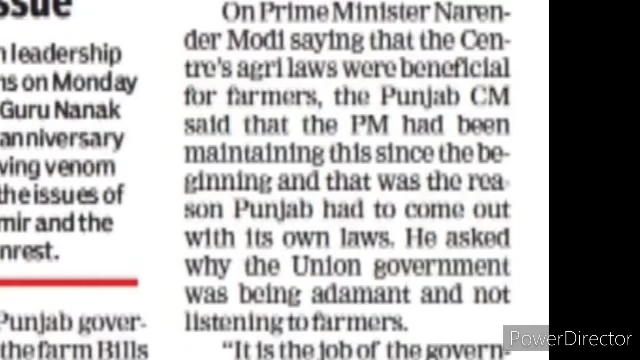 ssue
leadership
ns on Monday
Guru Nanak
anniversary
ving venom
the issues of
mir and the
nrest.
Punjab gover-
the farm Bills
On Prime Minister Naren-
der Modi saying that the Cen-
tre's agri laws were beneficial
for farmers, the Punjab CM
said that the PM had been
maintaining this since the be-
ginning and that was the rea-
son Punjab had to come out
with its own laws. He asked
why the Union government
was being adamant and not
listening to farmers.
"It is the job of the govern-
PowerDirector